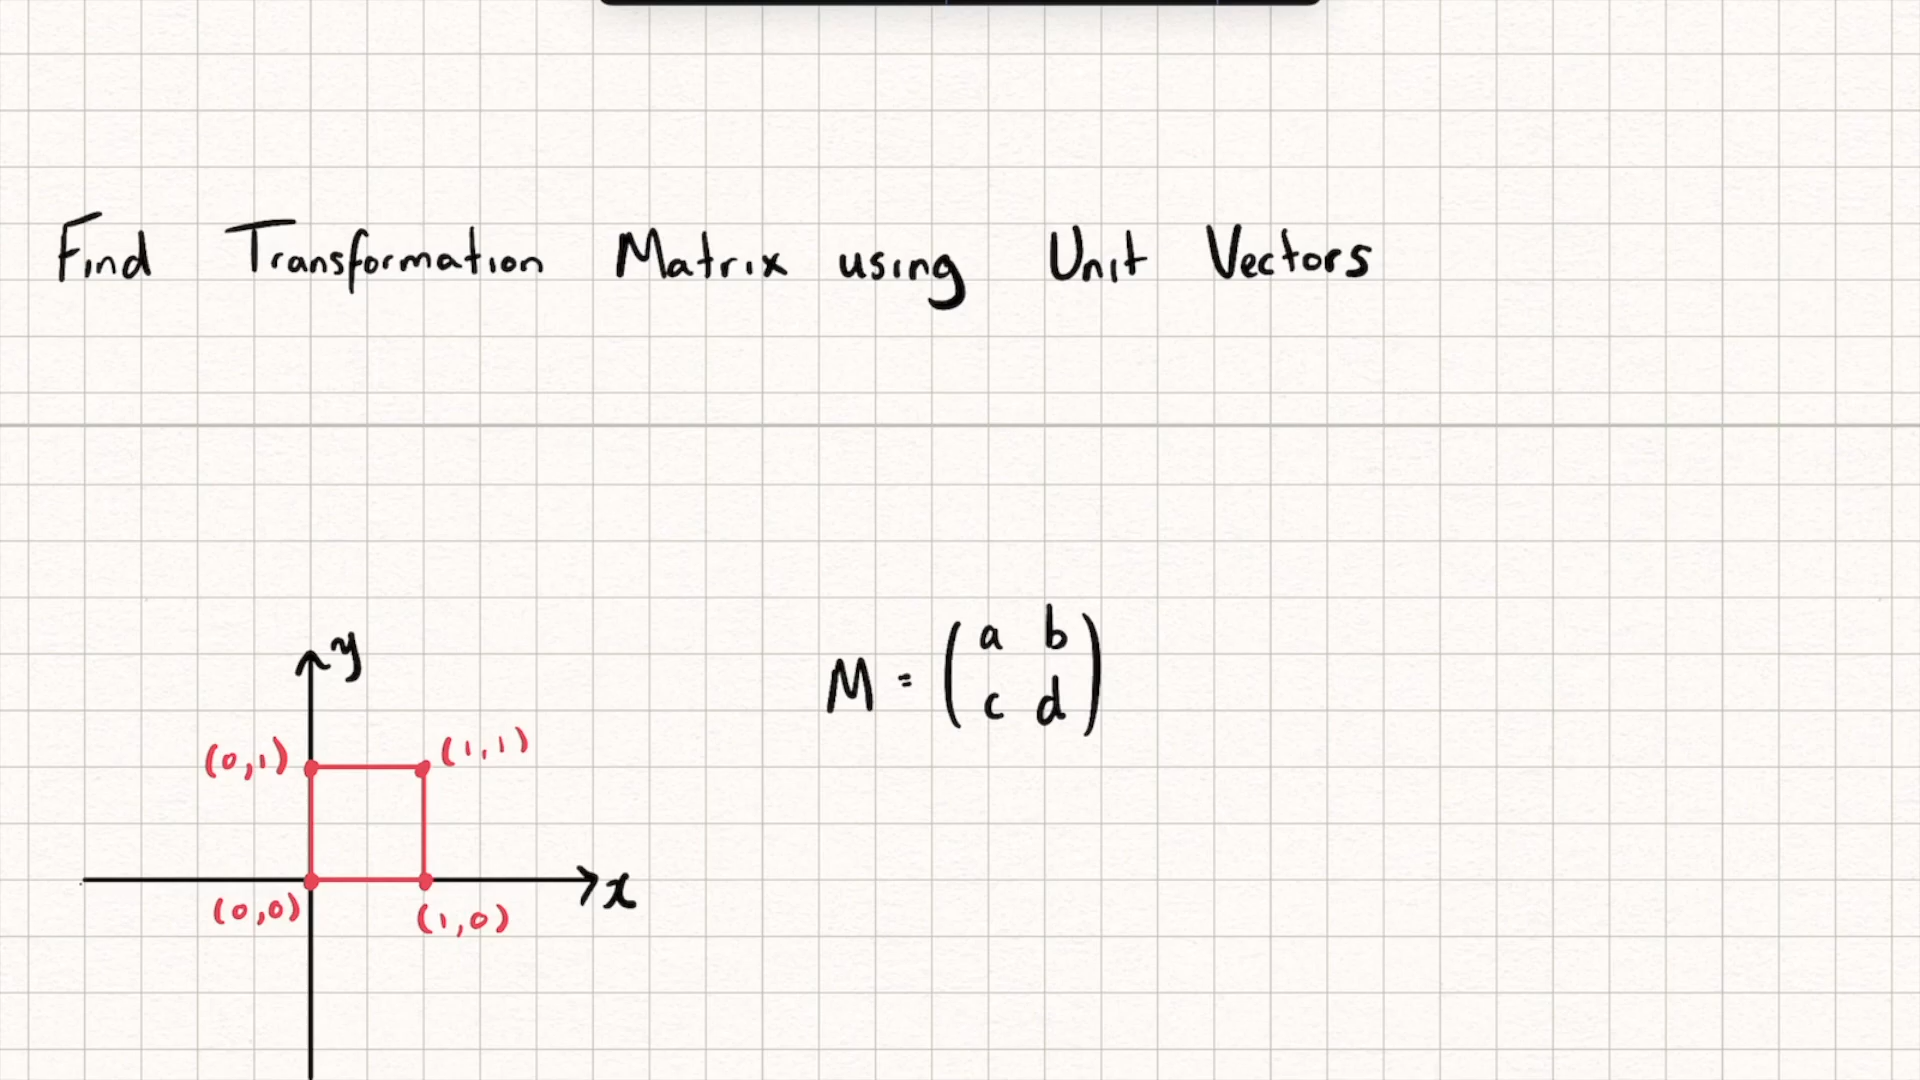 Find Transformation Matrix using Unit Vectors
y
M = ( a b
c d )
(0,1) (1,1)
x
(0,0) (1,0)